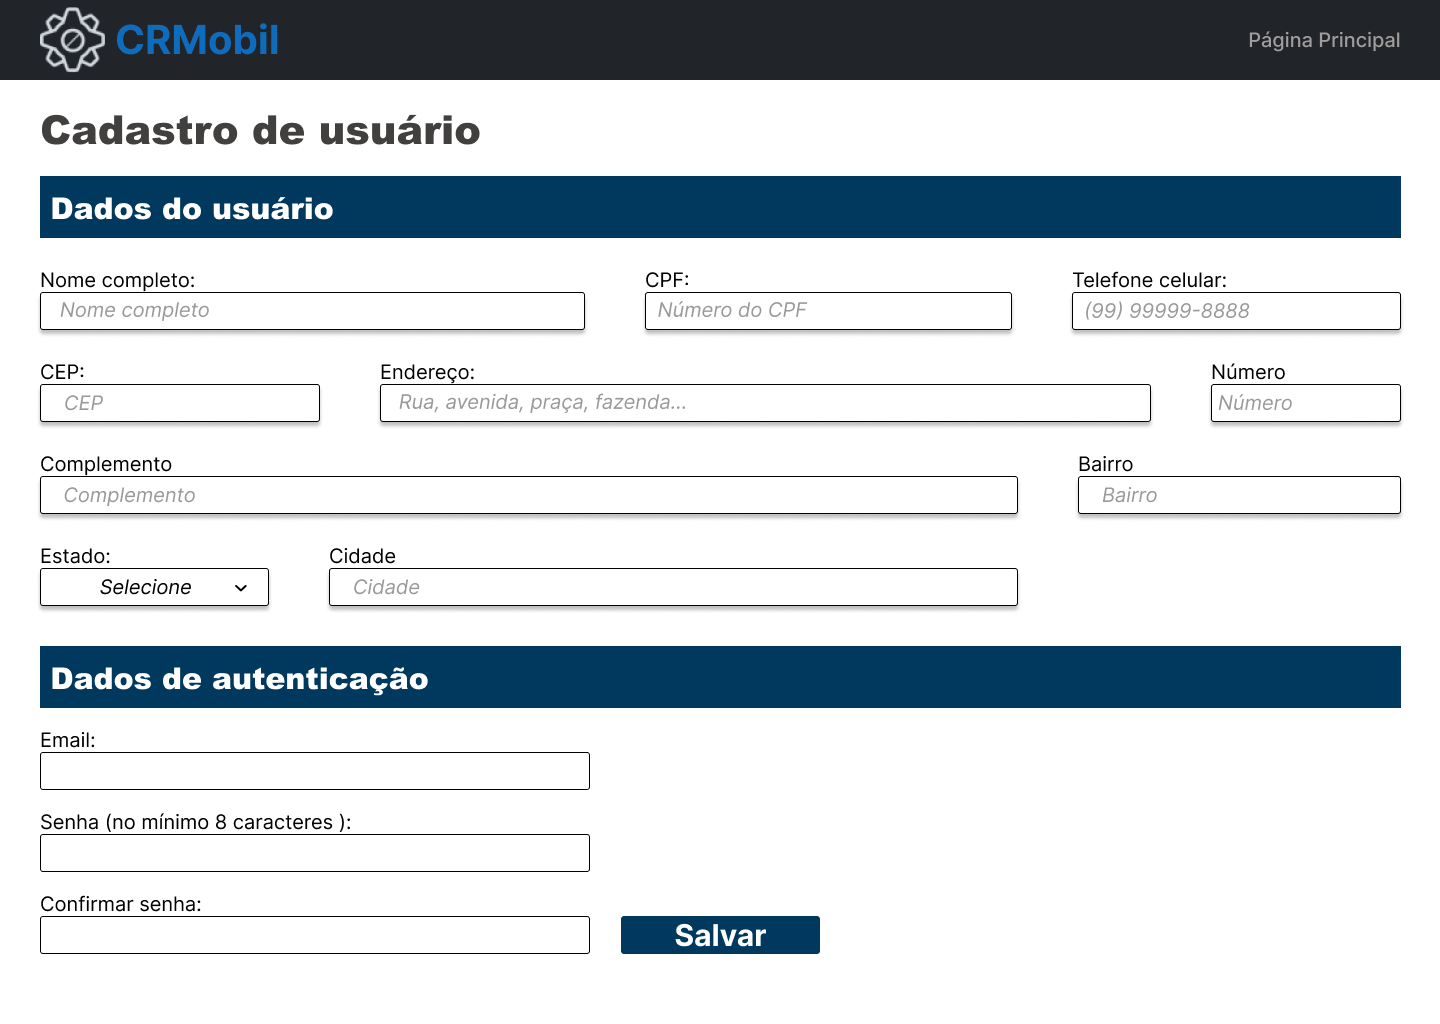 CRMobil
Página Principal
Cadastro de usuário
Dados do usuário
Nome completo: CPF: Telefone celular:
Nome completo Número do CPF (99) 99999-8888
CEP: Endereço: Número
CEP Rua, avenida, praça, fazenda... Número
Complemento Bairro
Complemento Bairro
Estado: Cidade
Selecione Cidade
Dados de autenticação
Email:
Senha (no mínimo 8 caracteres ):
Confirmar senha:
Salvar